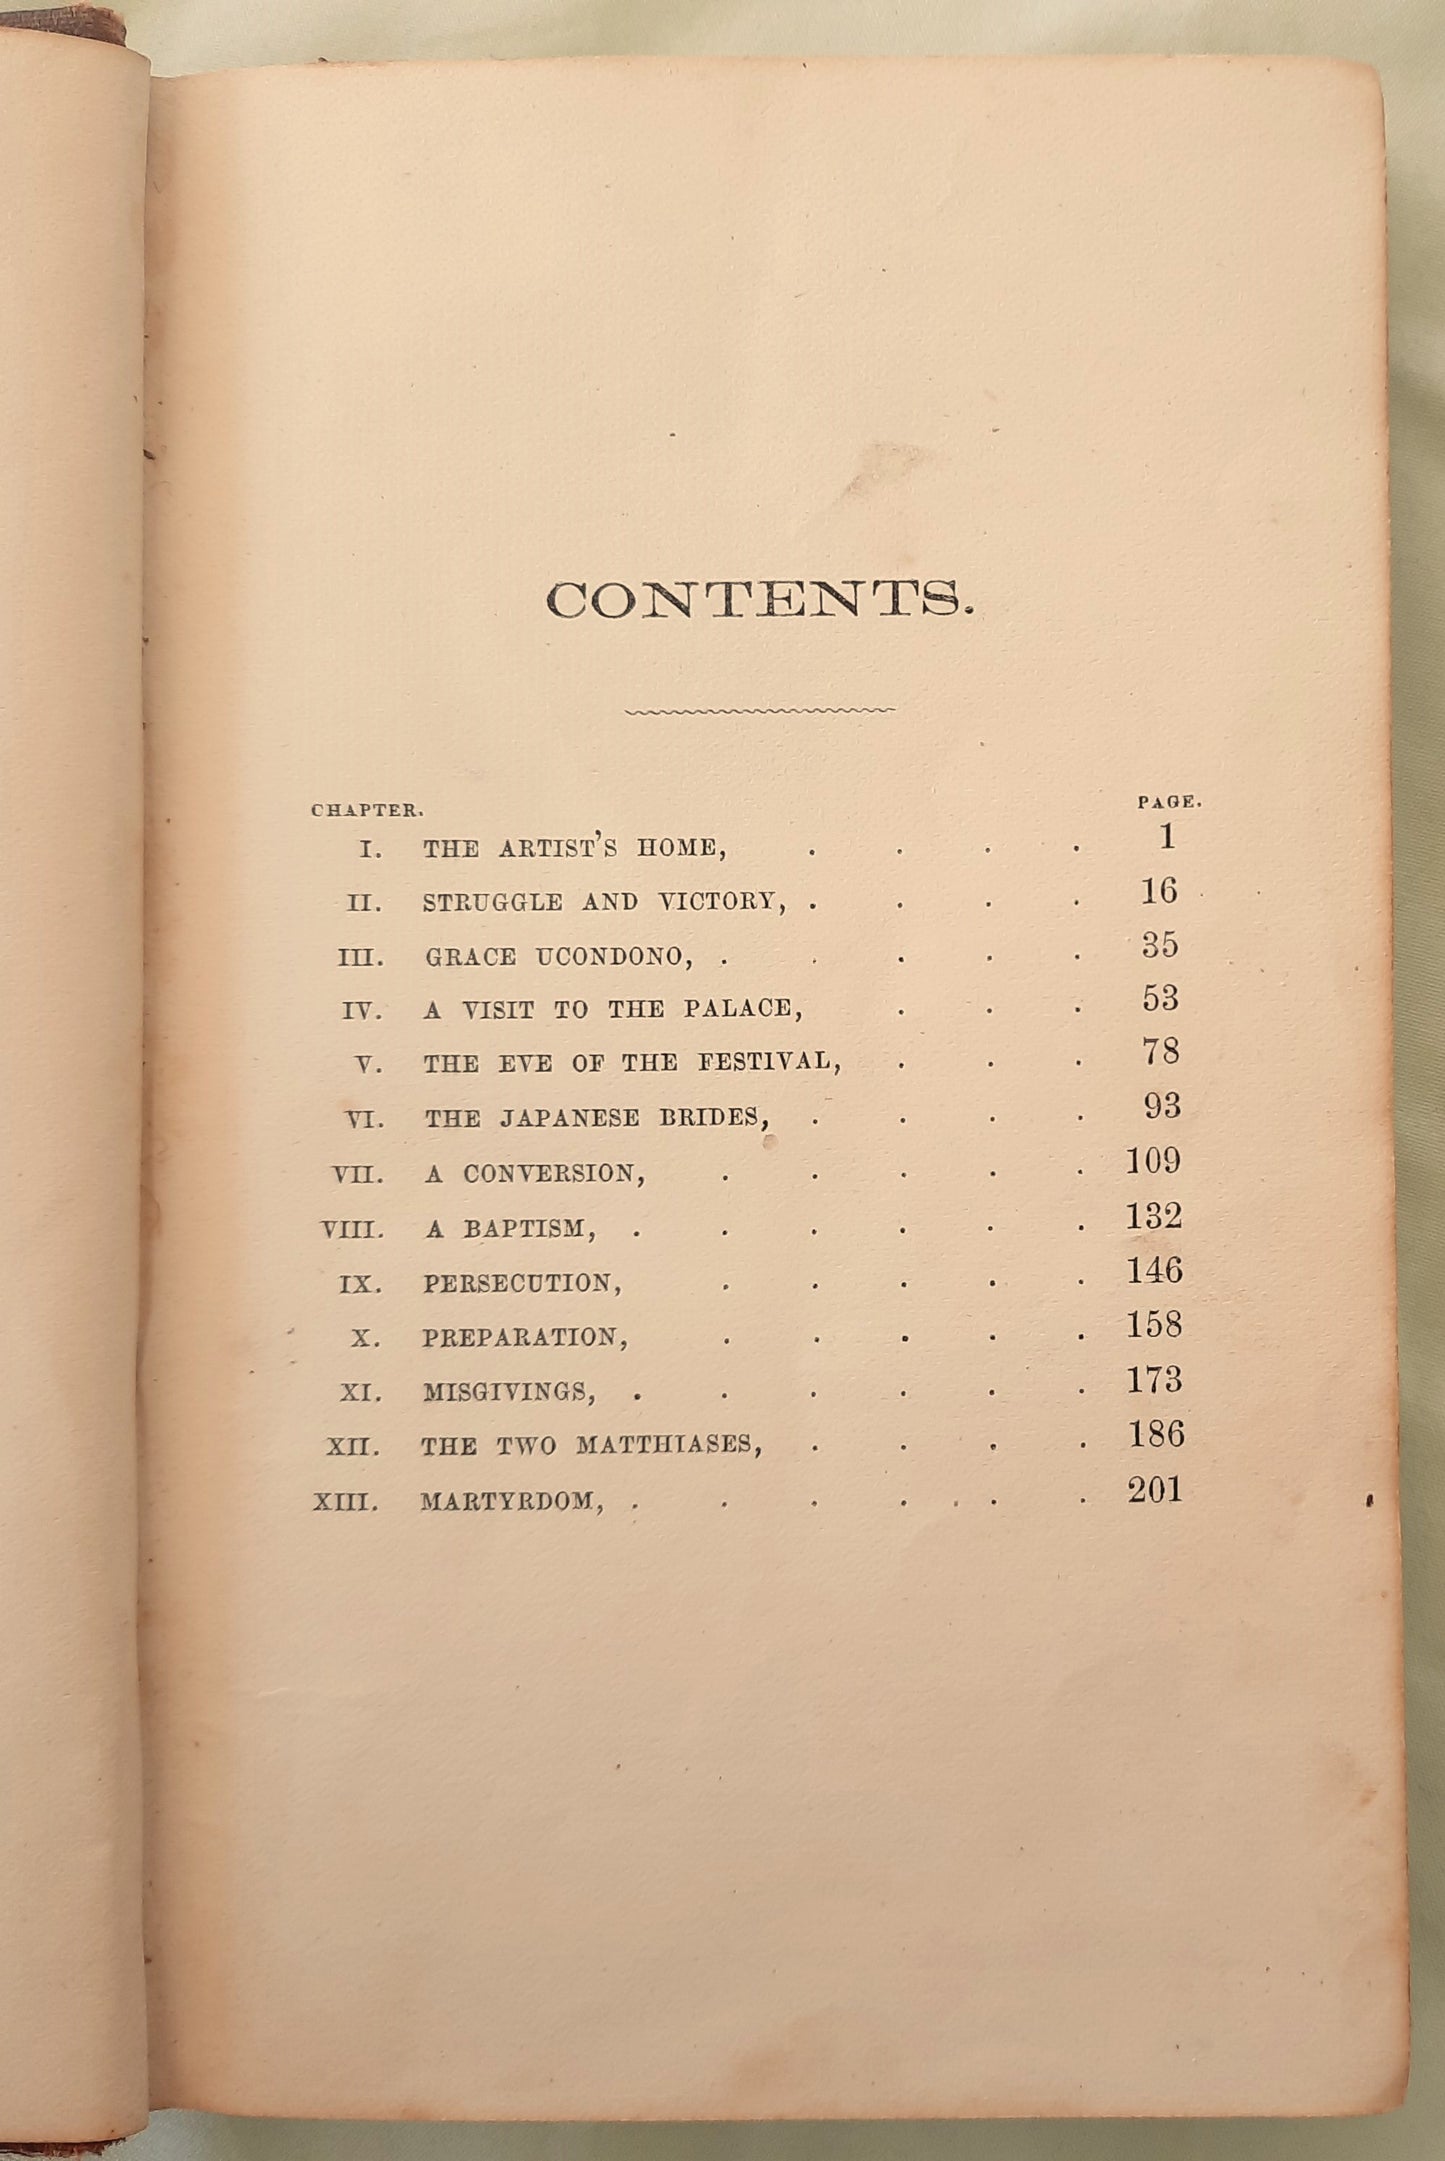 CONTENTS.
CHAPTER. PAGE.
I. THE ARTIST'S HOME, . . . . 1
II. STRUGGLE AND VICTORY, . . . . 16
III. GRACE UCONDONO, . . . . . 35
IV. A VISIT TO THE PALACE, . . . 53
V. THE EVE OF THE FESTIVAL, . . . 78
VI. THE JAPANESE BRIDES, . . . . 93
VII. A CONVERSION, . . . . . 109
VIII. A BAPTISM, . . . . . . 132
IX. PERSECUTION, . . . . . 146
X. PREPARATION, . . . . . 158
XI. MISGIVINGS, . . . . . . 173
XII. THE TWO MATTHIASES, . . . . 186
XIII. MARTYRDOM, . . . . . . 201